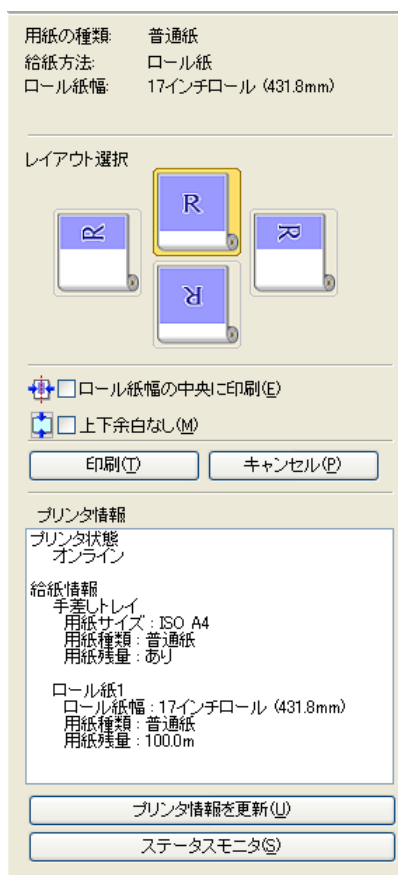 用紙の種類: 普通紙
給紙方法: ロール紙
ロール紙幅: 17インチロール (431.8mm)
レイアウト選択
R
R
R
R
ロール紙幅の中央に印刷(E)
上下余白なし(M)
印刷(T) キャンセル(P)
プリンタ情報
プリンタ状態
オンライン
給紙情報
手差しトレイ
用紙サイズ : ISO A4
用紙種類 : 普通紙
用紙残量 : あり
ロール紙1
ロール紙幅 : 17インチロール (431.8mm)
用紙種類 : 普通紙
用紙残量 : 100.0m
プリンタ情報を更新(U)
ステータスモニタ(S)